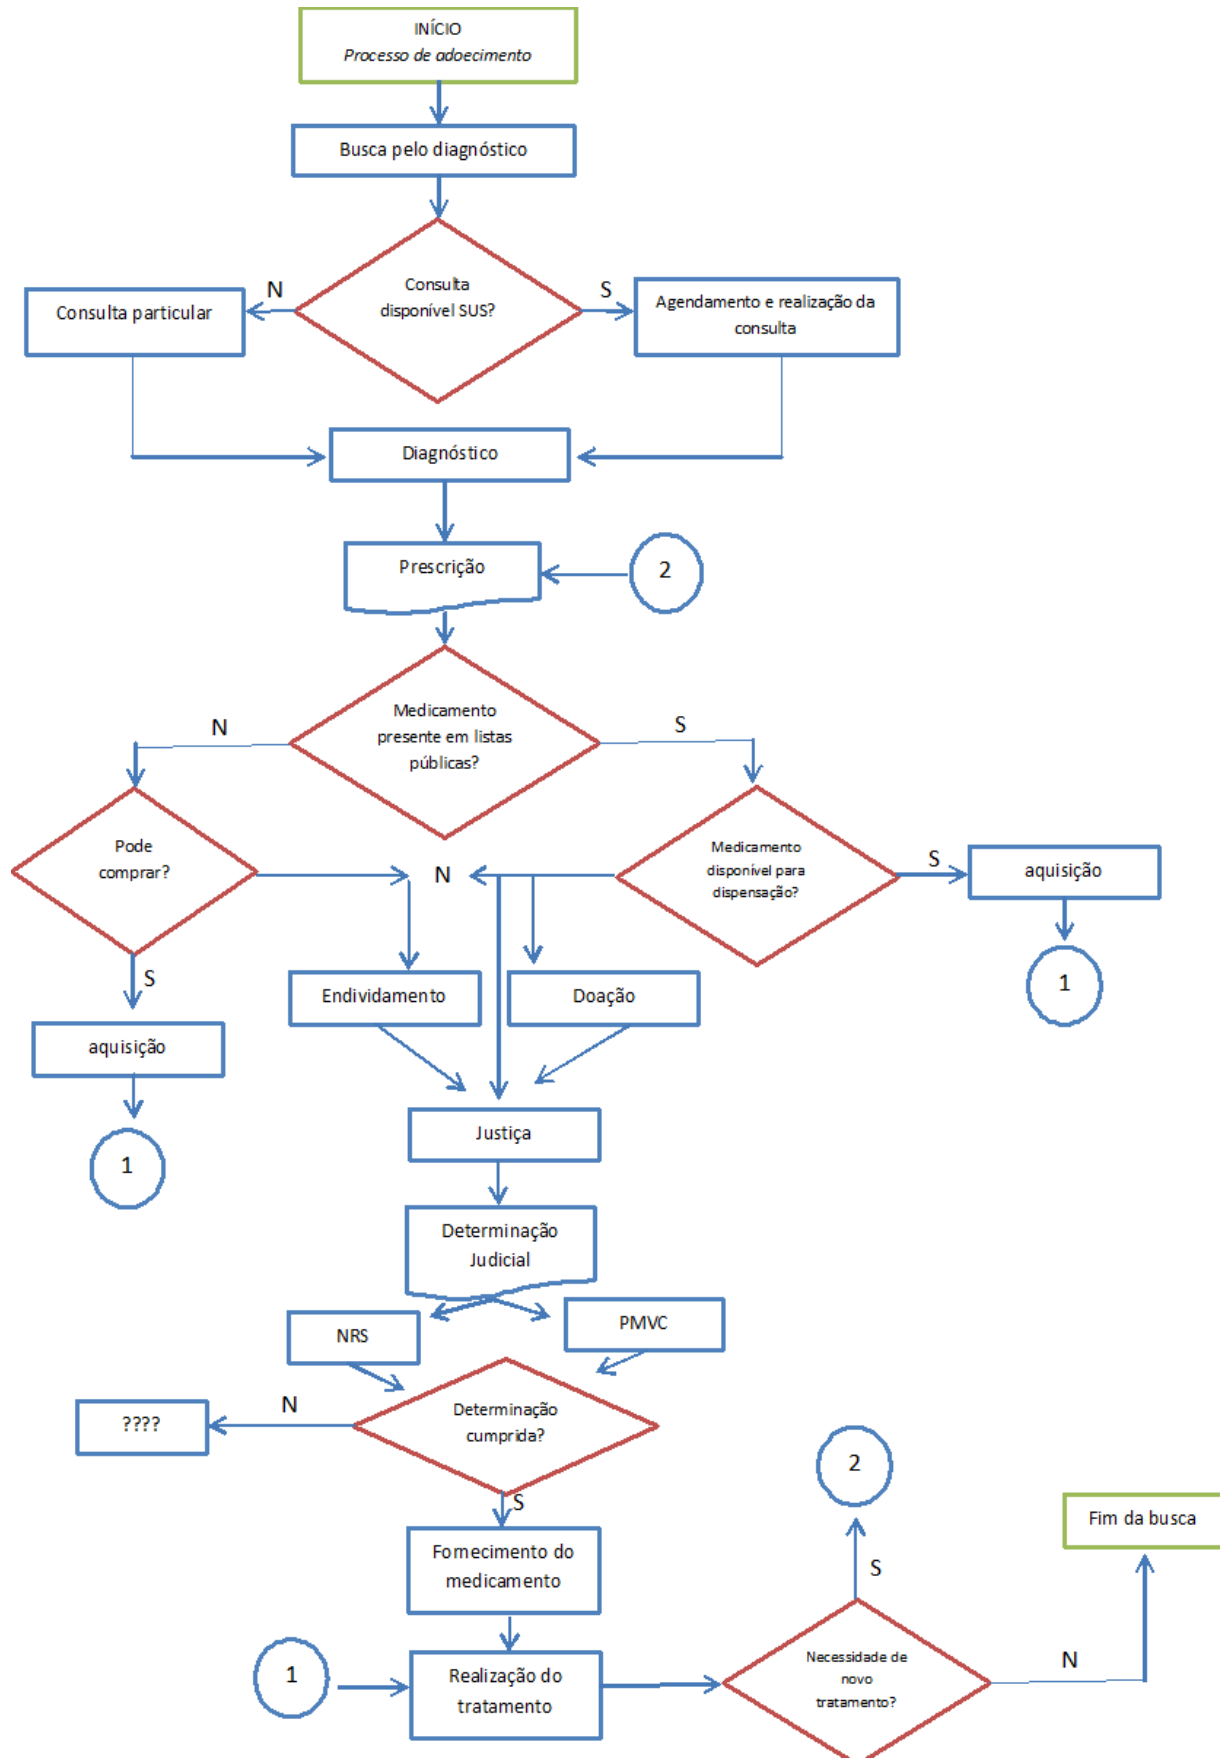 INÍCIO
Processo de adoecimento
Busca pelo diagnóstico
Consulta
disponível SUS?
N
S
Consulta particular
Agendamento e realização da
consulta
Diagnóstico
Prescrição
2
Medicamento
presente em listas
públicas?
N
S
Pode
comprar?
N
Medicamento
disponível para
dispensação?
S
aquisição
1
S
Endividamento
Doação
aquisição
1
Justiça
Determinação
Judicial
NRS
PMVC
Determinação
cumprida?
N
????
S
2
Fim da busca
Fornecimento do
medicamento
S
1
Realização do
tratamento
Necessidade de
novo
tratamento?
N